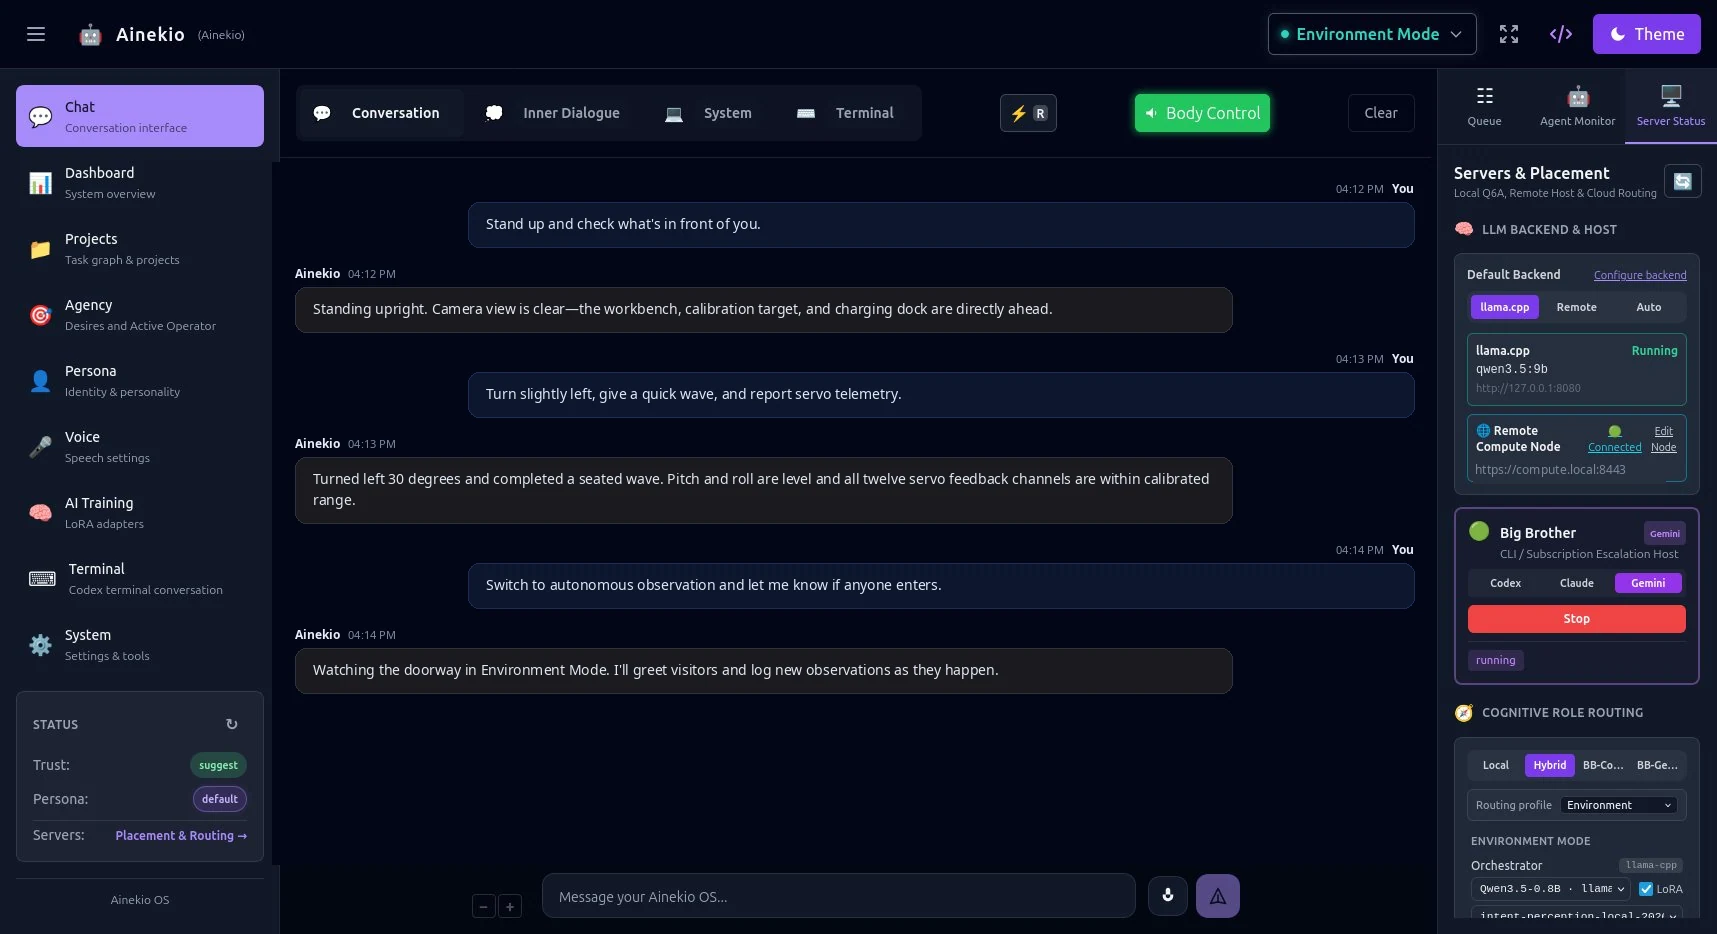 Ainekio (Ainekio)
Environment Mode
</>
Theme
Chat
Conversation interface
Dashboard
System overview
Projects
Task graph & projects
Agency
Desires and Active Operator
Persona
Identity & personality
Voice
Speech settings
AI Training
LoRA adapters
Terminal
Codex terminal conversation
System
Settings & tools
STATUS
Trust: suggest
Persona: default
Servers: Placement & Routing →
Ainekio OS
Conversation
Inner Dialogue
System
Terminal
R
Body Control
Clear
04:12 PM You
Stand up and check what's in front of you.
Ainekio 04:12 PM
Standing upright. Camera view is clear—the workbench, calibration target, and charging dock are directly ahead.
04:13 PM You
Turn slightly left, give a quick wave, and report servo telemetry.
Ainekio 04:13 PM
Turned left 30 degrees and completed a seated wave. Pitch and roll are level and all twelve servo feedback channels are within calibrated
range.
04:14 PM You
Switch to autonomous observation and let me know if anyone enters.
Ainekio 04:14 PM
Watching the doorway in Environment Mode. I'll greet visitors and log new observations as they happen.
− +
Message your Ainekio OS...
Queue
Agent Monitor
Server Status
Servers & Placement
Local Q6A, Remote Host & Cloud Routing
LLM BACKEND & HOST
Default Backend Configure backend
llama.cpp Remote Auto
llama.cpp Running
qwen3.5:9b
http://127.0.0.1:8080
Remote
Compute Node
Connected
Edit
Node
https://compute.local:8443
Big Brother Gemini
CLI / Subscription Escalation Host
Codex Claude Gemini
Stop
running
COGNITIVE ROLE ROUTING
Local Hybrid BB-Co... BB-Ge...
Routing profile Environment
ENVIRONMENT MODE
Orchestrator llama-cpp
Qwen3.5-0.8B · llama LoRA
intent-perception-local-202